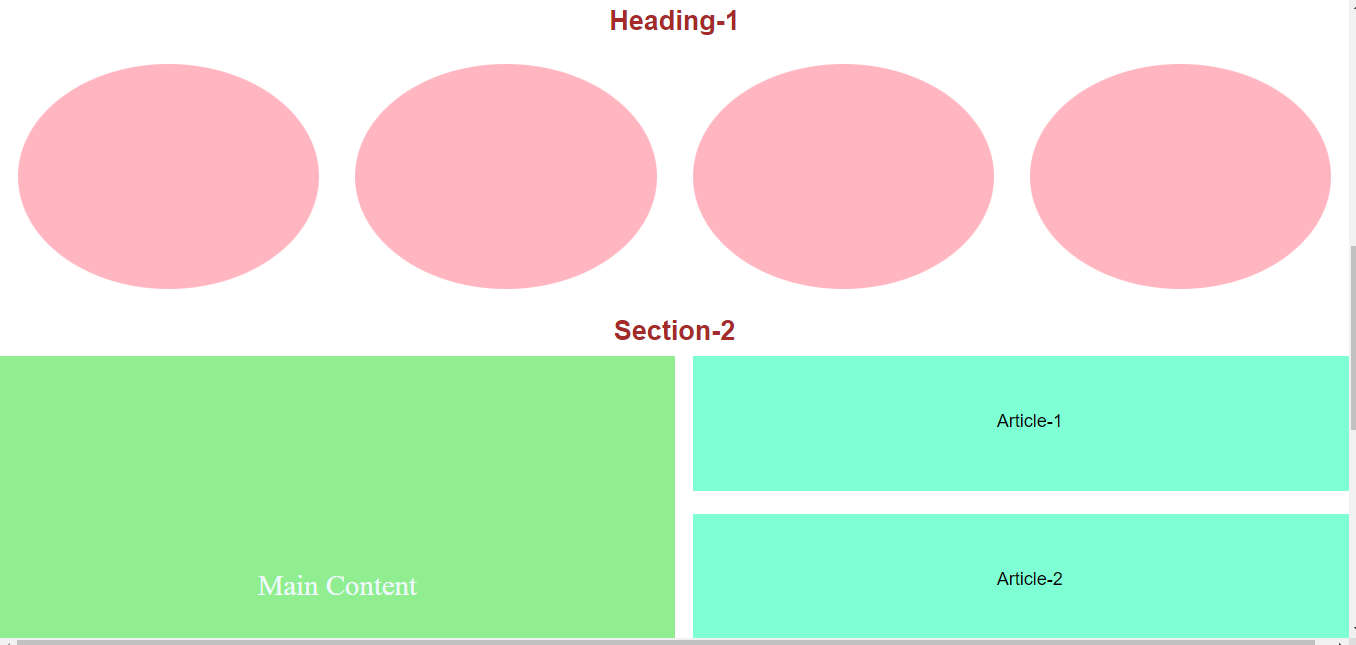 Heading-1
Section-2
Main Content
Article-1
Article-2